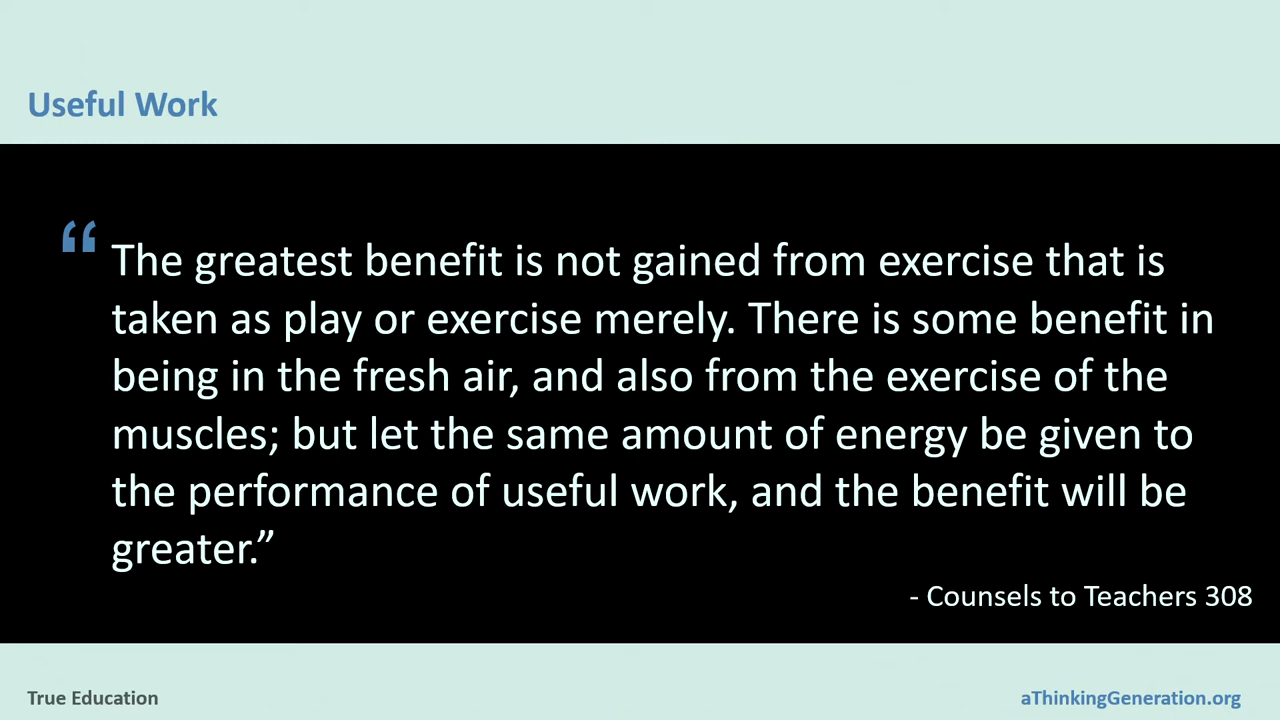 Useful Work
“ The greatest benefit is not gained from exercise that is
taken as play or exercise merely. There is some benefit in
being in the fresh air, and also from the exercise of the
muscles; but let the same amount of energy be given to
the performance of useful work, and the benefit will be
greater.”
- Counsels to Teachers 308
True Education
aThinkingGeneration.org